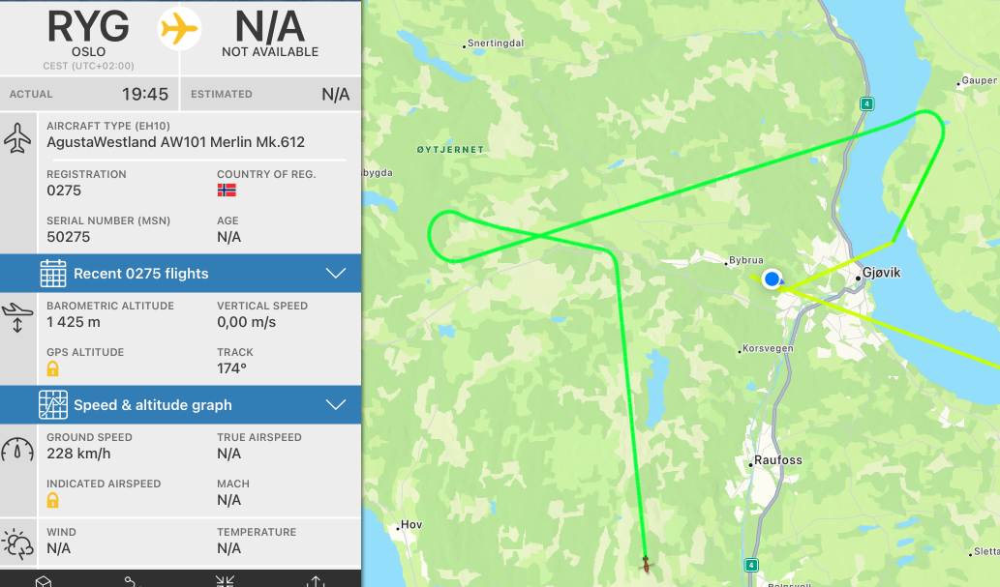 RYG
OSLO
CEST (UTC+02:00)
N/A
NOT AVAILABLE
ACTUAL 19:45
ESTIMATED N/A
AIRCRAFT TYPE (EH10)
AgustaWestland AW101 Merlin Mk.612
REGISTRATION COUNTRY OF REG.
0275
SERIAL NUMBER (MSN) AGE
50275 N/A
Recent 0275 flights
BAROMETRIC ALTITUDE VERTICAL SPEED
1 425 m 0,00 m/s
GPS ALTITUDE TRACK
174°
Speed & altitude graph
GROUND SPEED TRUE AIRSPEED
228 km/h N/A
INDICATED AIRSPEED MACH
N/A
WIND TEMPERATURE
N/A N/A
Snertingdal
4
Gauper
ØYTJERNET
sbygda
Bybrua
Gjøvik
Korsvegen
Raufoss
Hov
Sletta
4